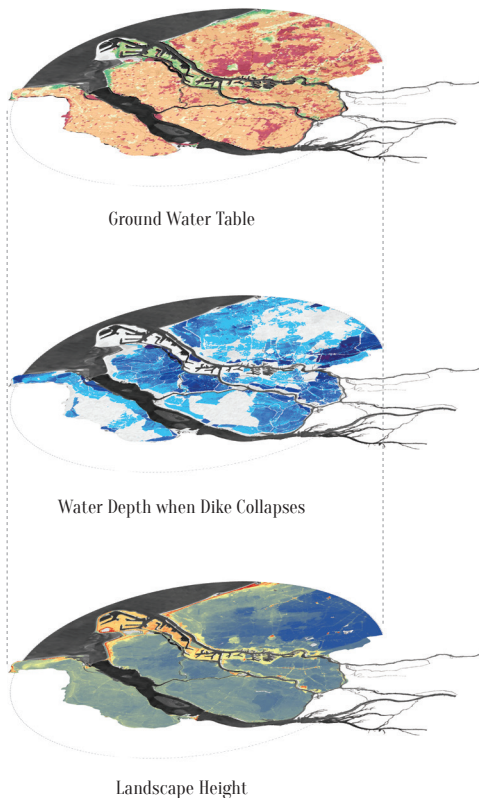 Ground Water Table
Water Depth when Dike Collapses
Landscape Height